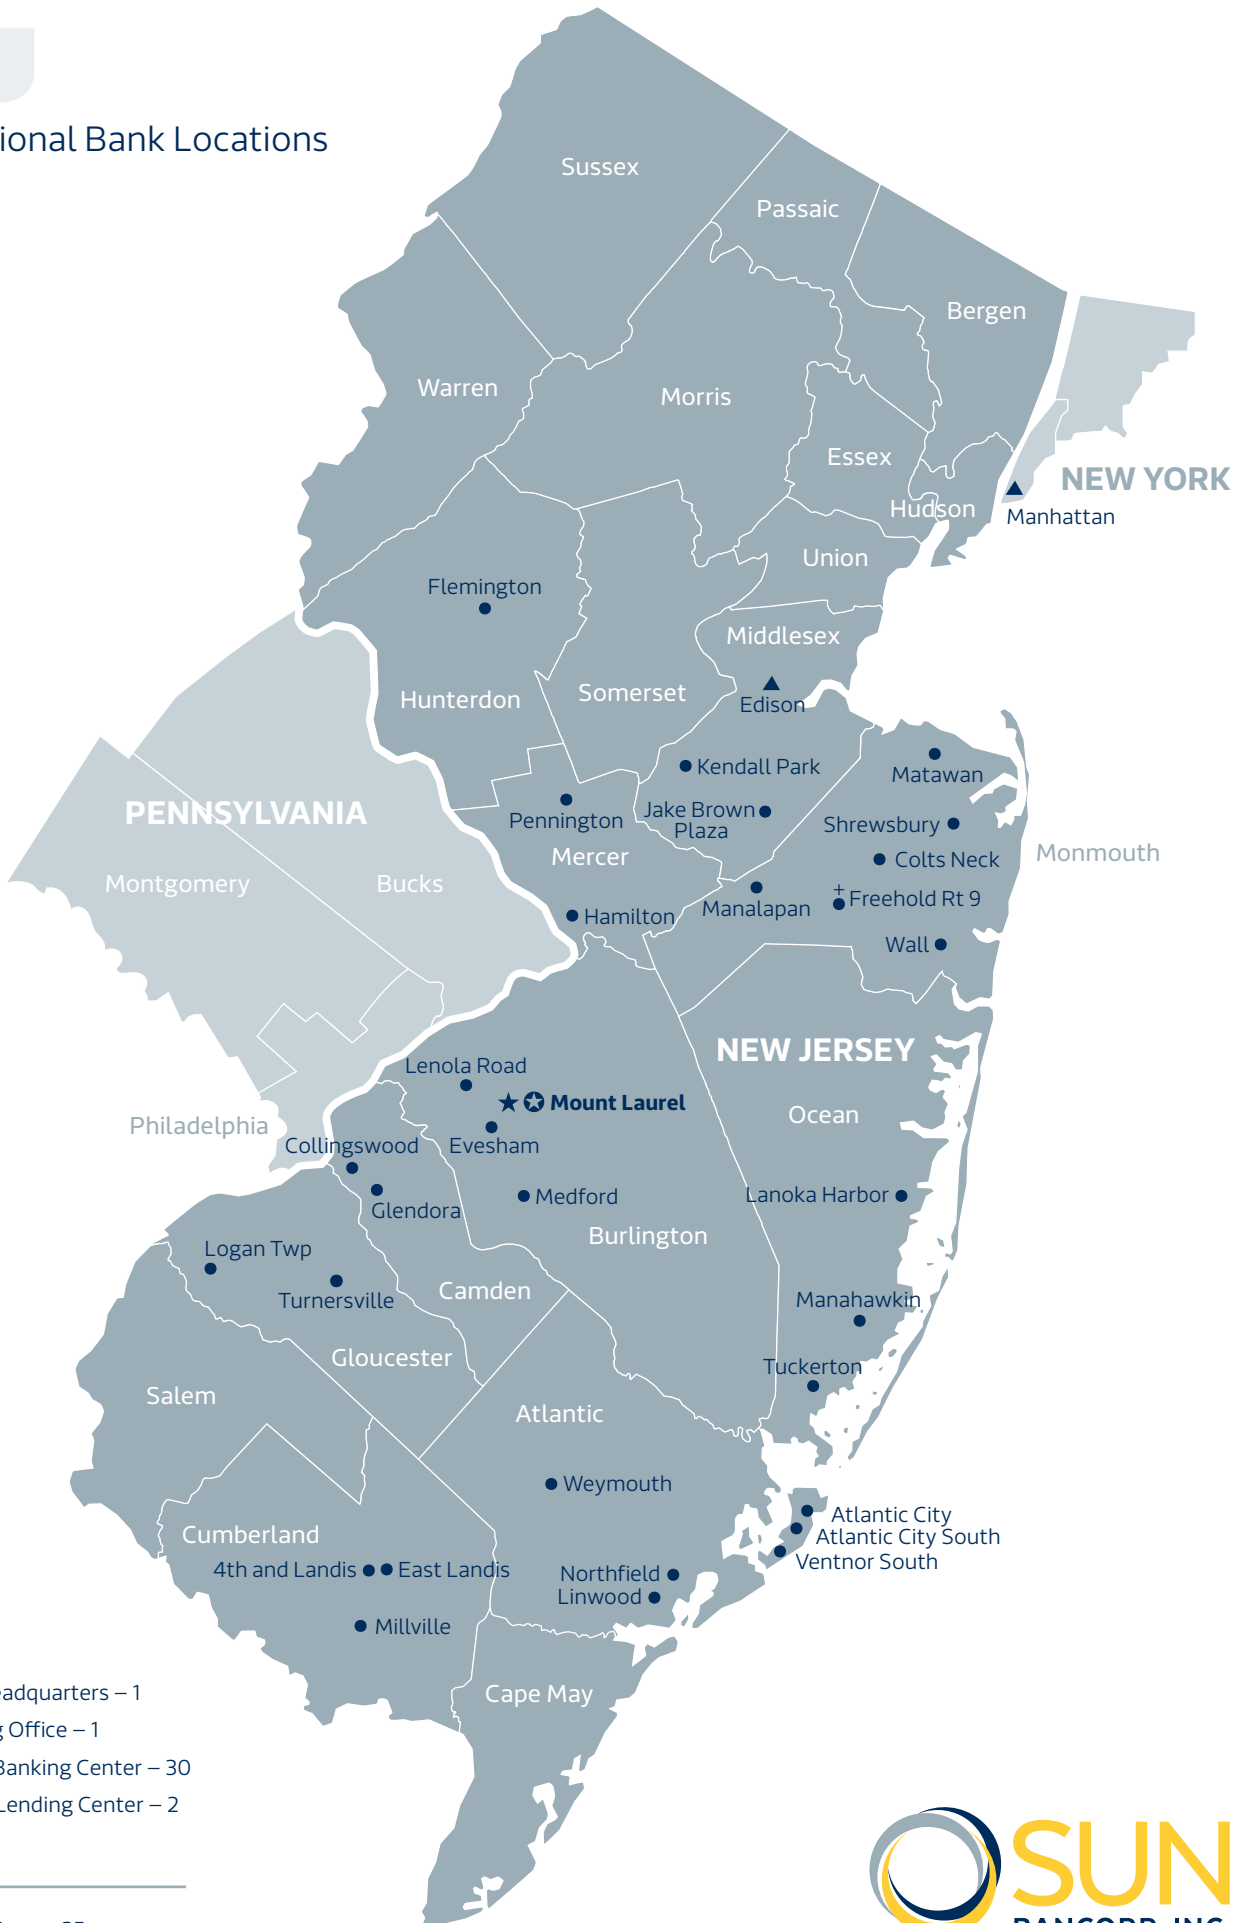 ional Bank Locations
Sussex
Passaic
Bergen
Warren
Morris
Essex
NEW YORK
Hudson
Manhattan
Union
Flemington
Middlesex
Hunterdon
Somerset
Edison
Kendall Park
Matawan
PENNSYLVANIA
Pennington
Jake Brown
Plaza
Shrewsbury
Mercer
Colts Neck
Monmouth
Montgomery
Bucks
Hamilton
Manalapan
+
Freehold Rt 9
Wall
NEW JERSEY
Lenola Road
Mount Laurel
Ocean
Philadelphia
Collingswood
Evesham
Glendora
Medford
Lanoka Harbor
Burlington
Logan Twp
Turnersville
Camden
Manahawkin
Gloucester
Tuckerton
Salem
Atlantic
Weymouth
Atlantic City
Cumberland
Atlantic City South
Ventnor South
4th and Landis
East Landis
Northfield
Linwood
Millville
Cape May
eadquarters – 1
g Office – 1
Banking Center – 30
Lending Center – 2
SUN
BANCORP, INC.